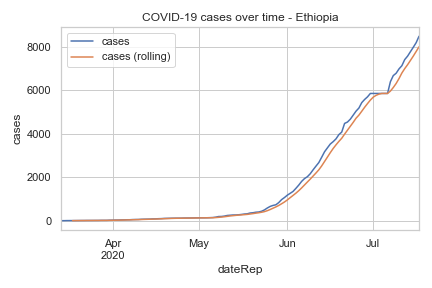 COVID-19 cases over time - Ethiopia
cases
cases (rolling)
8000
6000
4000
2000
0
cases
Apr
2020
May
Jun
Jul
dateRep